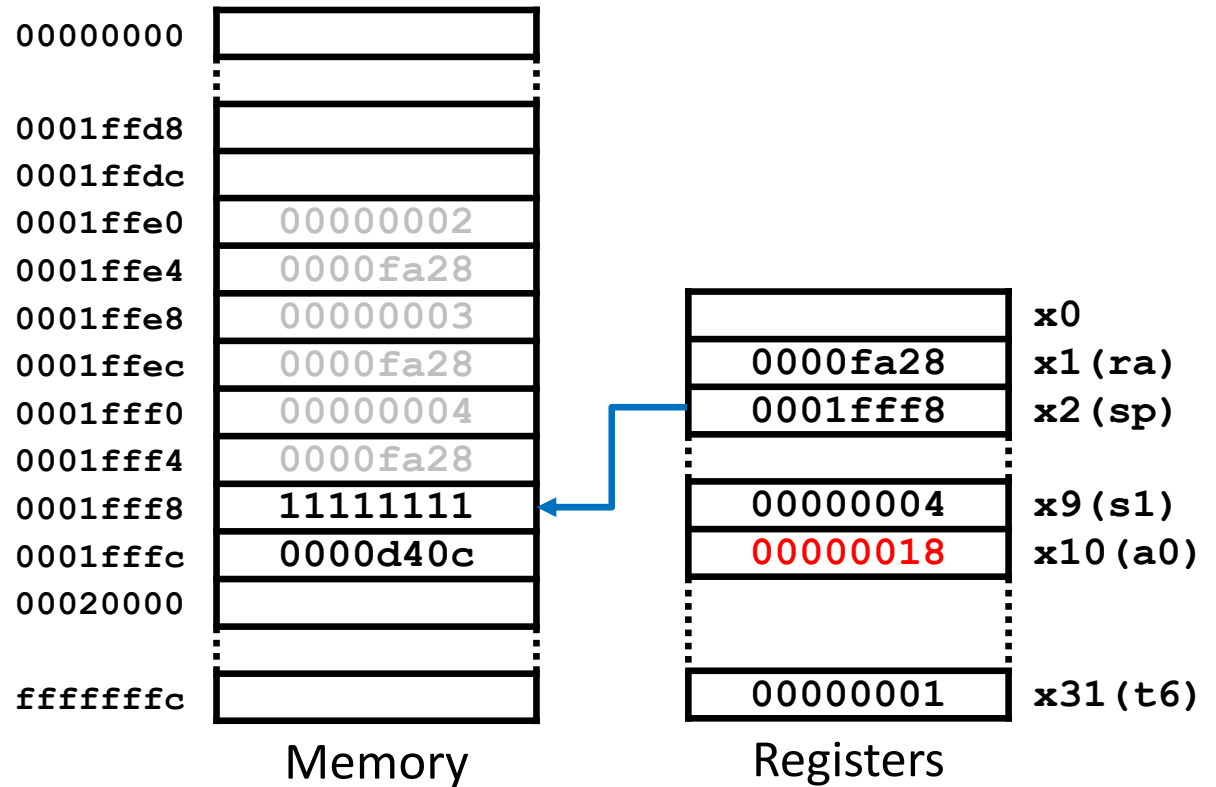 00000000
0001ffd8
0001ffdc
0001ffe0 00000002
0001ffe4 0000fa28
0001ffe8 00000003
0001ffec 0000fa28
0001fff0 00000004
0001fff4 0000fa28
0001fff8 11111111
0001fffc 0000d40c
00020000
fffffffc
Memory
x0
0000fa28 x1(ra)
0001fff8 x2(sp)
00000004 x9(s1)
00000018 x10(a0)
00000001 x31(t6)
Registers